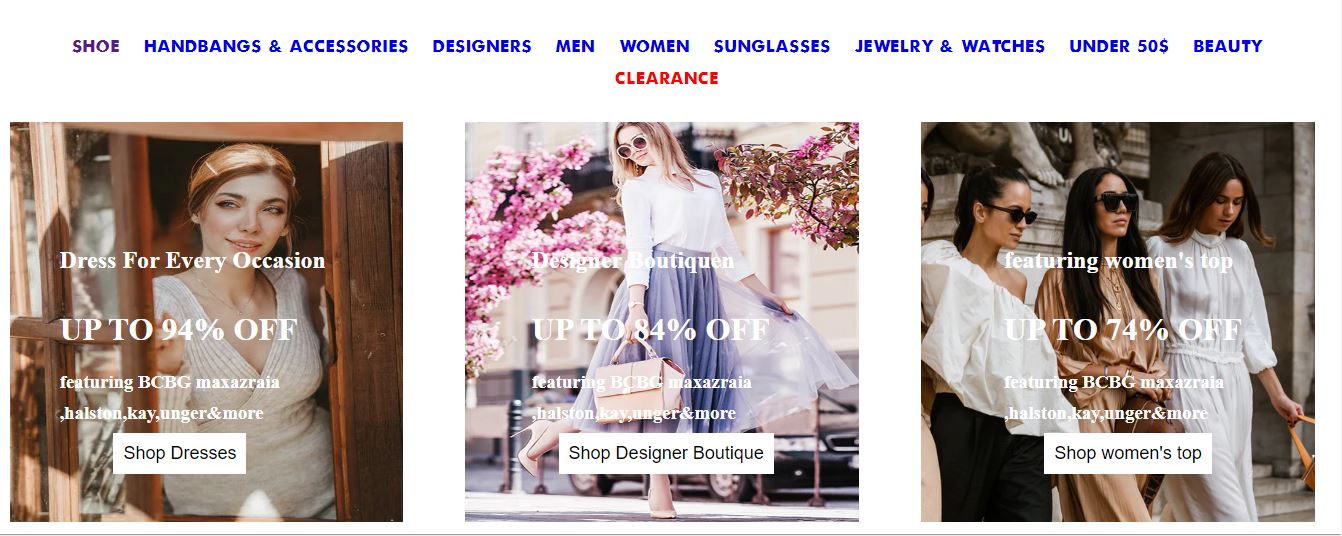 SHOE HANDBANGS & ACCESSORIES DESIGNERS MEN WOMEN SUNGLASSES JEWELRY & WATCHES UNDER 50$ BEAUTY
CLEARANCE
Dress For Every Occasion
UP TO 94% OFF
featuring BCBG maxazraia
,halston,kay,unger&more
Shop Dresses
Designer Boutiquen
UP TO 84% OFF
featuring BCBG maxazraia
,halston,kay,unger&more
Shop Designer Boutique
featuring women's top
UP TO 74% OFF
featuring BCBG maxazraia
,halston,kay,unger&more
Shop women's top